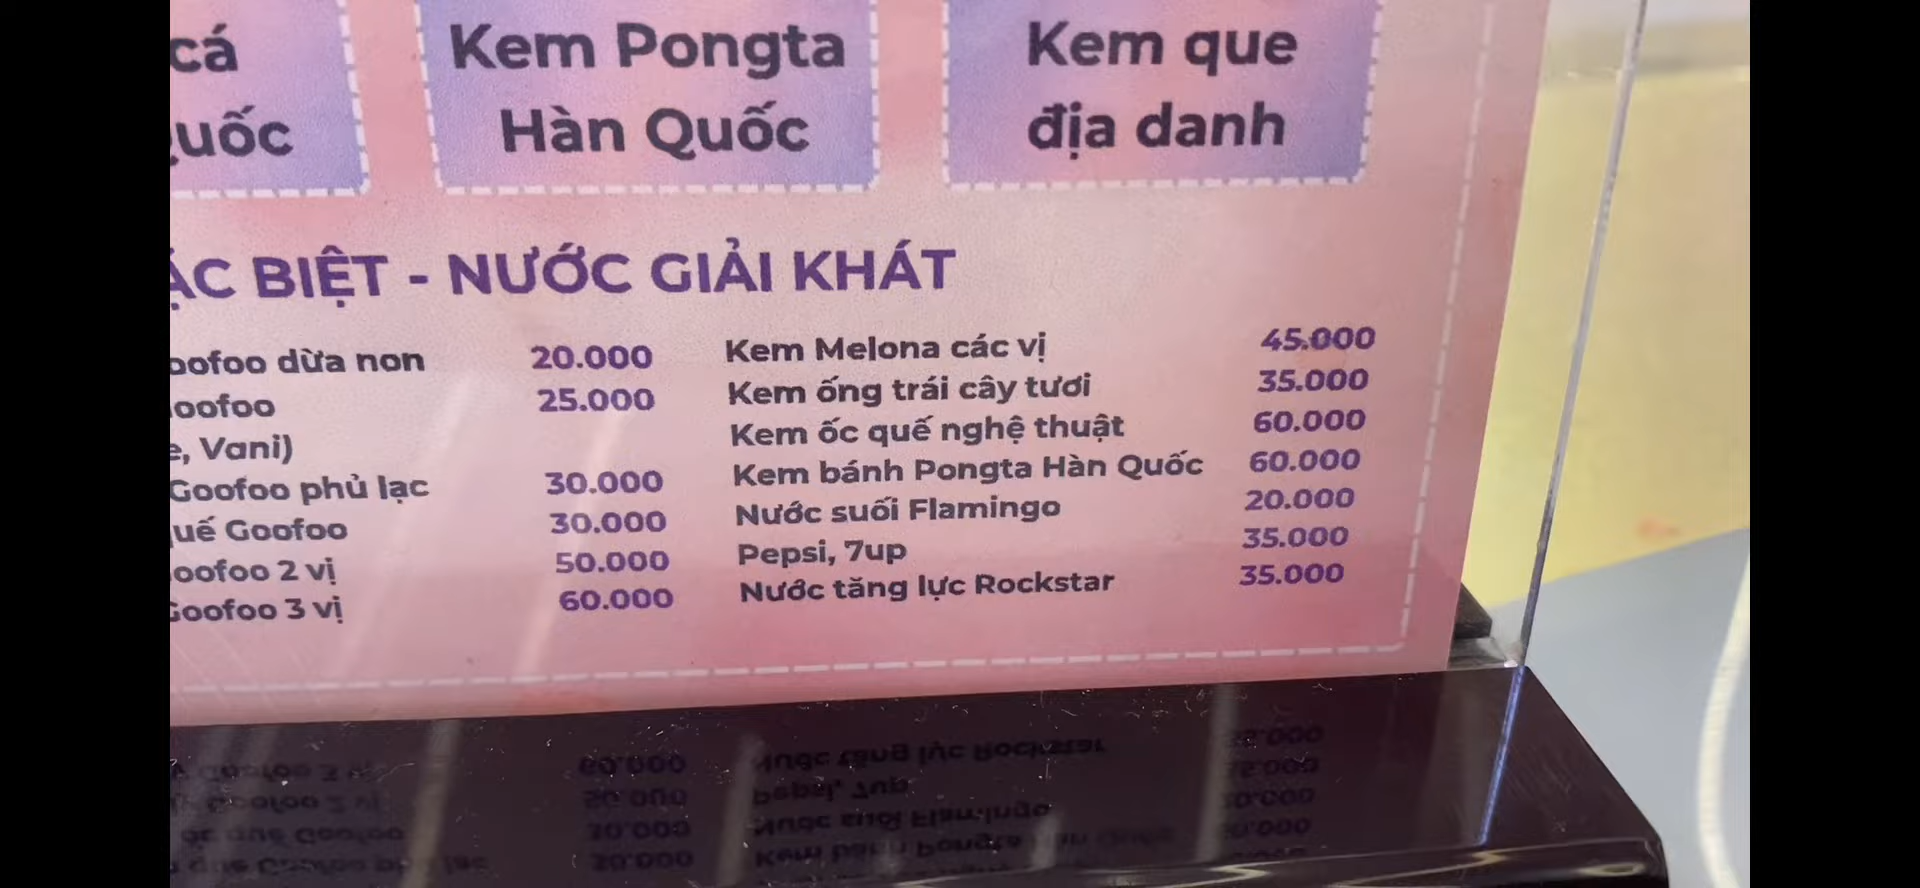 cá
Quốc
Kem Pongta
Hàn Quốc
Kem que
địa danh
ẶC BIỆT - NƯỚC GIẢI KHÁT
oofoo dừa non 20.000
oofoo 25.000
e, Vani)
Goofoo phủ lạc 30.000
uế Goofoo 30.000
oofoo 2 vị 50.000
Goofoo 3 vị 60.000
Kem Melona các vị 45.000
Kem ống trái cây tươi 35.000
Kem ốc quế nghệ thuật 60.000
Kem bánh Pongta Hàn Quốc 60.000
Nước suối Flamingo 20.000
Pepsi, 7up 35.000
Nước tăng lực Rockstar 35.000